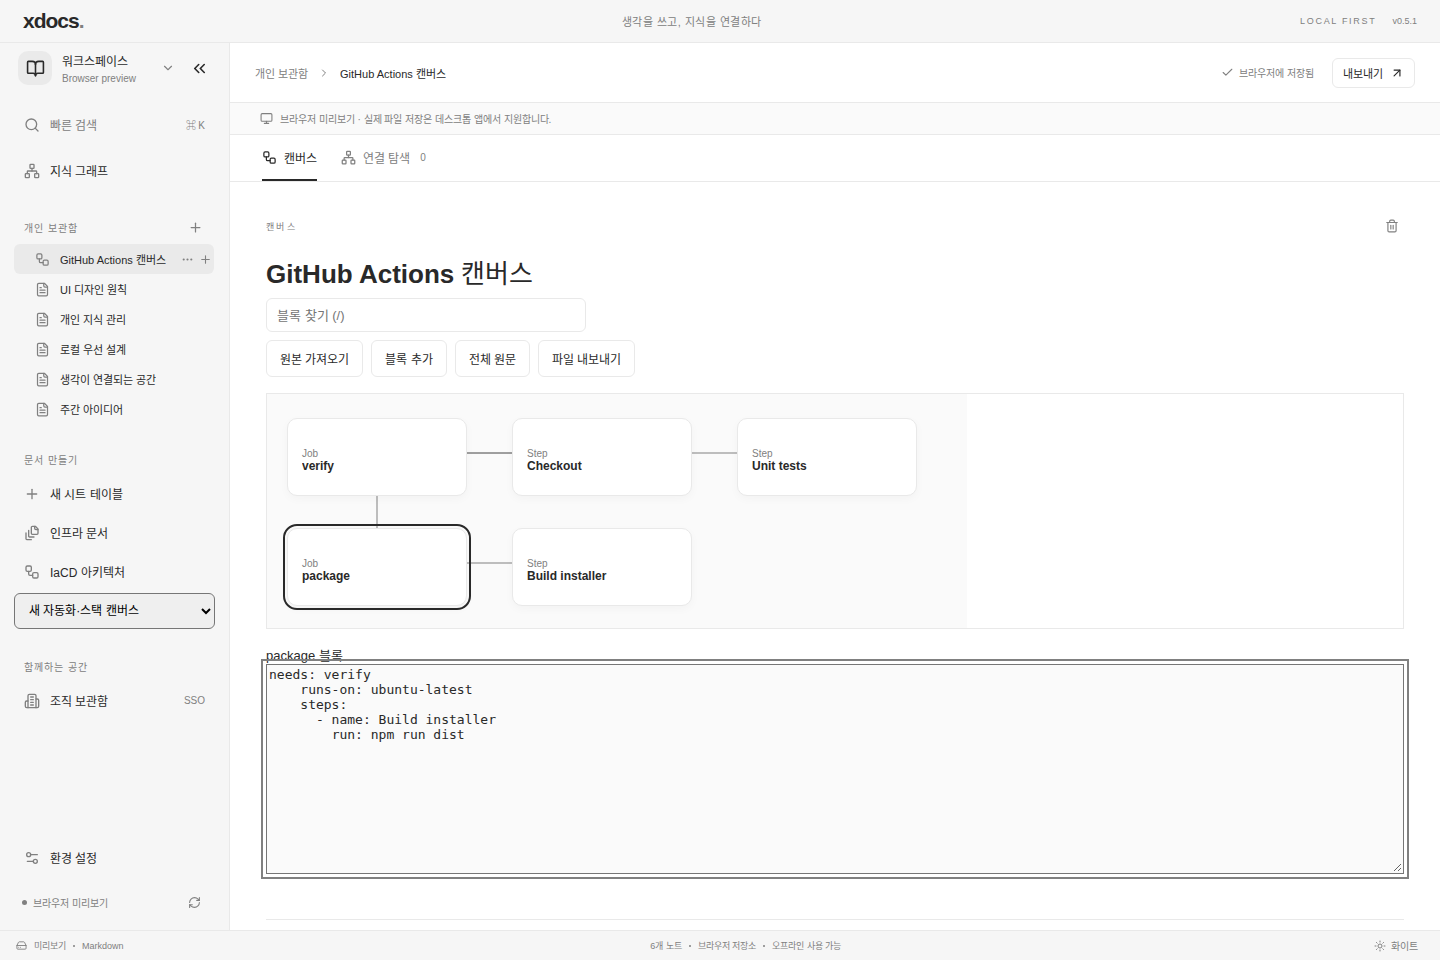 xdocs.
생각을 쓰고, 지식을 연결하다
LOCAL FIRST v0.5.1
워크스페이스
Browser preview
빠른 검색 ⌘K
지식 그래프
개인 보관함
GitHub Actions 캔버스
UI 디자인 원칙
개인 지식 관리
로컬 우선 설계
생각이 연결되는 공간
주간 아이디어
문서 만들기
새 시트 테이블
인프라 문서
IaCD 아키텍처
새 자동화·스택 캔버스
함께하는 공간
조직 보관함 SSO
환경 설정
브라우저 미리보기
개인 보관함 > GitHub Actions 캔버스
브라우저에 저장됨 내보내기
브라우저 미리보기 · 실제 파일 저장은 데스크톱 앱에서 지원합니다.
캔버스 연결 탐색 0
캔버스
GitHub Actions 캔버스
블록 찾기 (/)
원본 가져오기 블록 추가 전체 원문 파일 내보내기
Job
verify
Step
Checkout
Step
Unit tests
Job
package
Step
Build installer
package 블록
needs: verify
    runs-on: ubuntu-latest
    steps:
      - name: Build installer
        run: npm run dist
미리보기 • Markdown
6개 노트 • 브라우저 저장소 • 오프라인 사용 가능
화이트